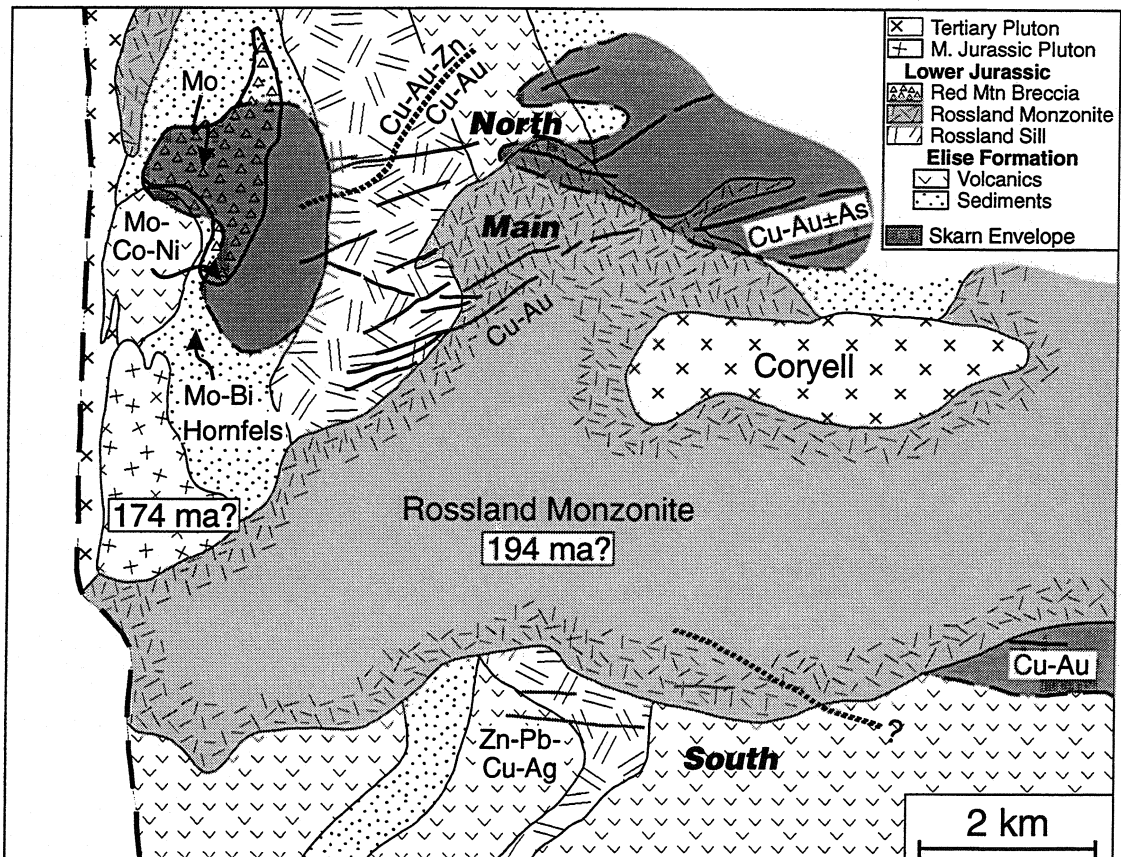 Tertiary Pluton
M. Jurassic Pluton
Lower Jurassic
Red Mtn Breccia
Rossland Monzonite
Rossland Sill
Elise Formation
Volcanics
Sediments
Skarn Envelope
Mo
Cu-Au-Zn
Cu-Au
North
Mo-
Co-Ni
Main
Cu-Au±As
Cu-Au
Coryell
Mo-Bi
Hornfels
174 ma?
Rossland Monzonite
194 ma?
Cu-Au
?
Zn-Pb-
Cu-Ag
South
2 km